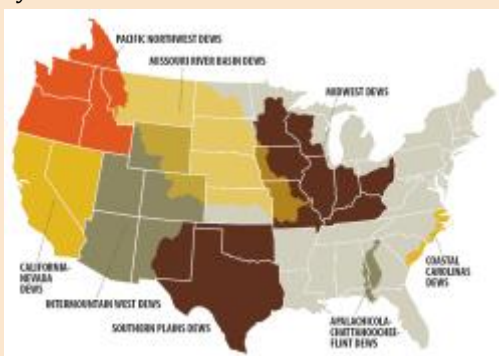 PACIFIC NORTHWEST DEWS
MISSOURI RIVER BASIN DEWS
MIDWEST DEWS
CALIFORNIA-
NEVADA
DEWS
INTERMOUNTAIN WEST DEWS
SOUTHERN PLAINS DEWS
COASTAL
CAROLINAS
DEWS
APALACHICOLA-
CHATTAHOOCHEE-
FLINT DEWS